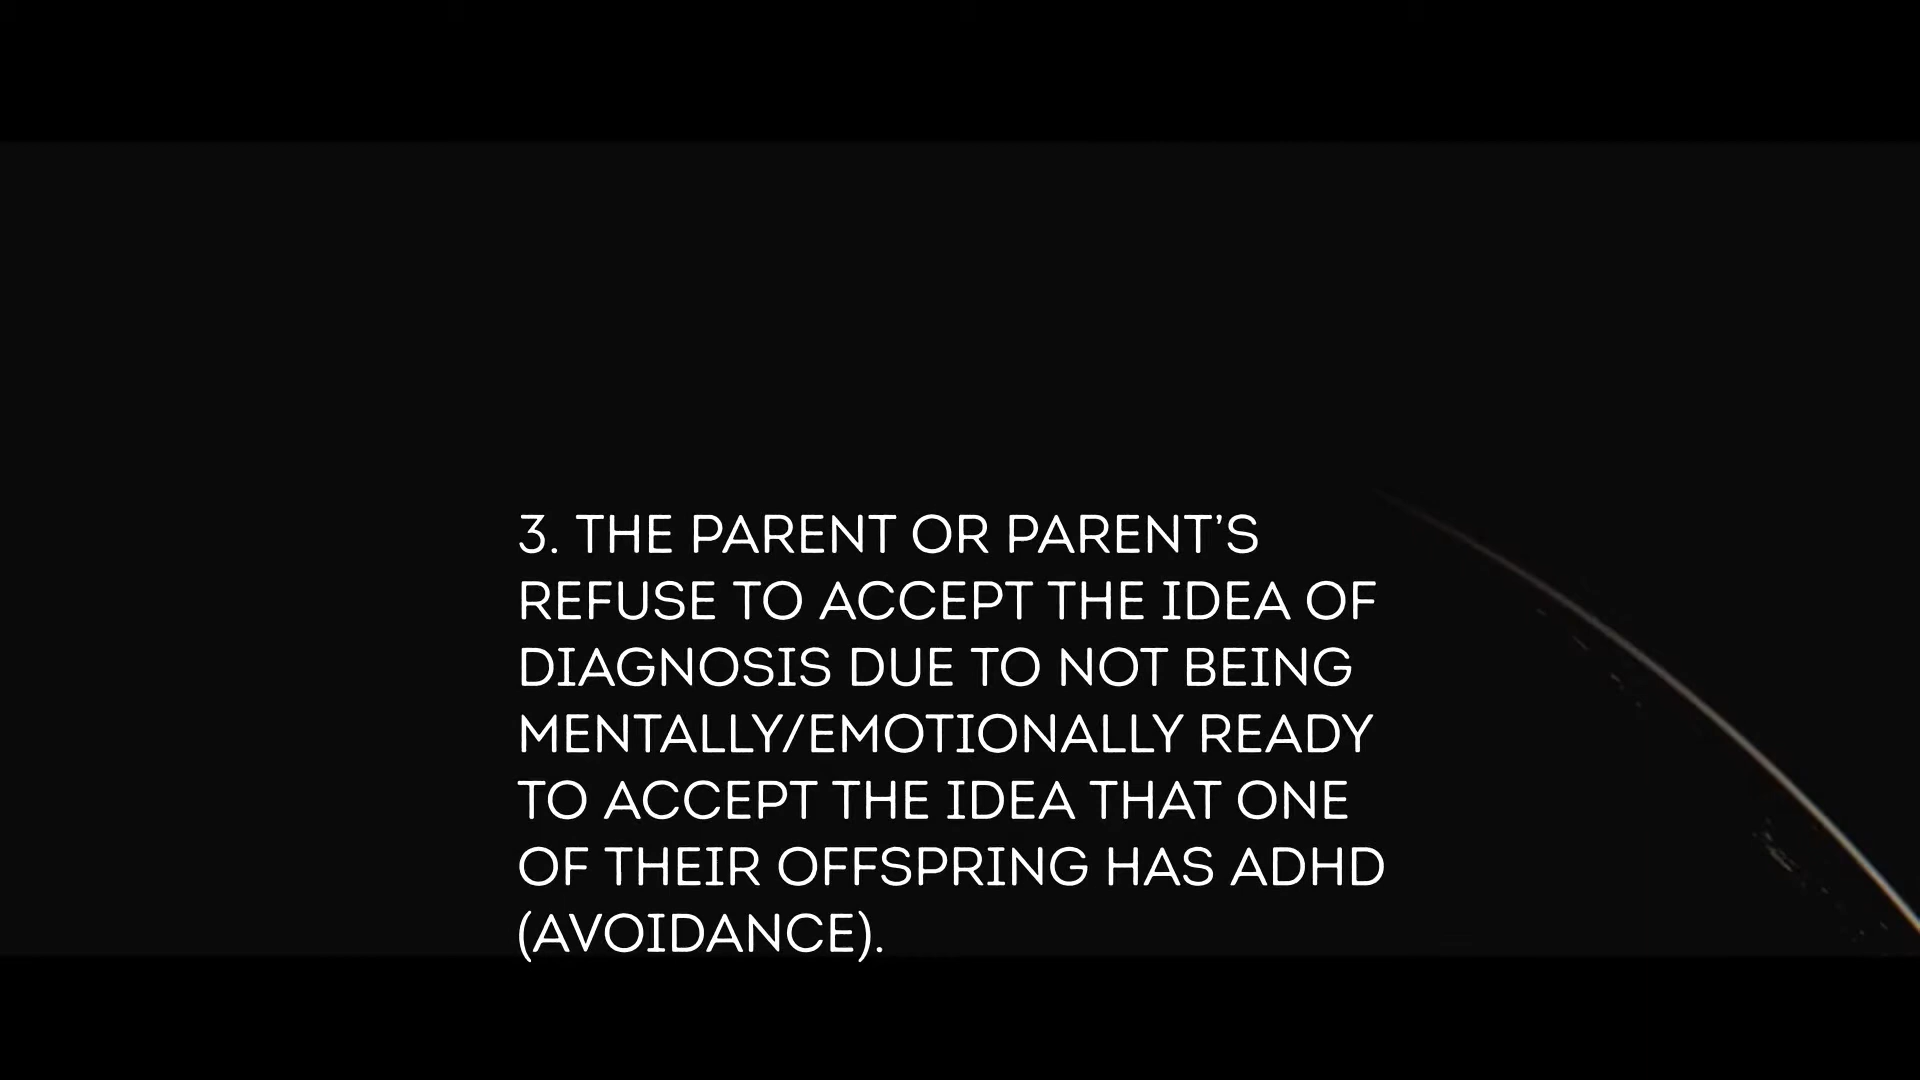 3. THE PARENT OR PARENT’S
REFUSE TO ACCEPT THE IDEA OF
DIAGNOSIS DUE TO NOT BEING
MENTALLY/EMOTIONALLY READY
TO ACCEPT THE IDEA THAT ONE
OF THEIR OFFSPRING HAS ADHD
(AVOIDANCE).